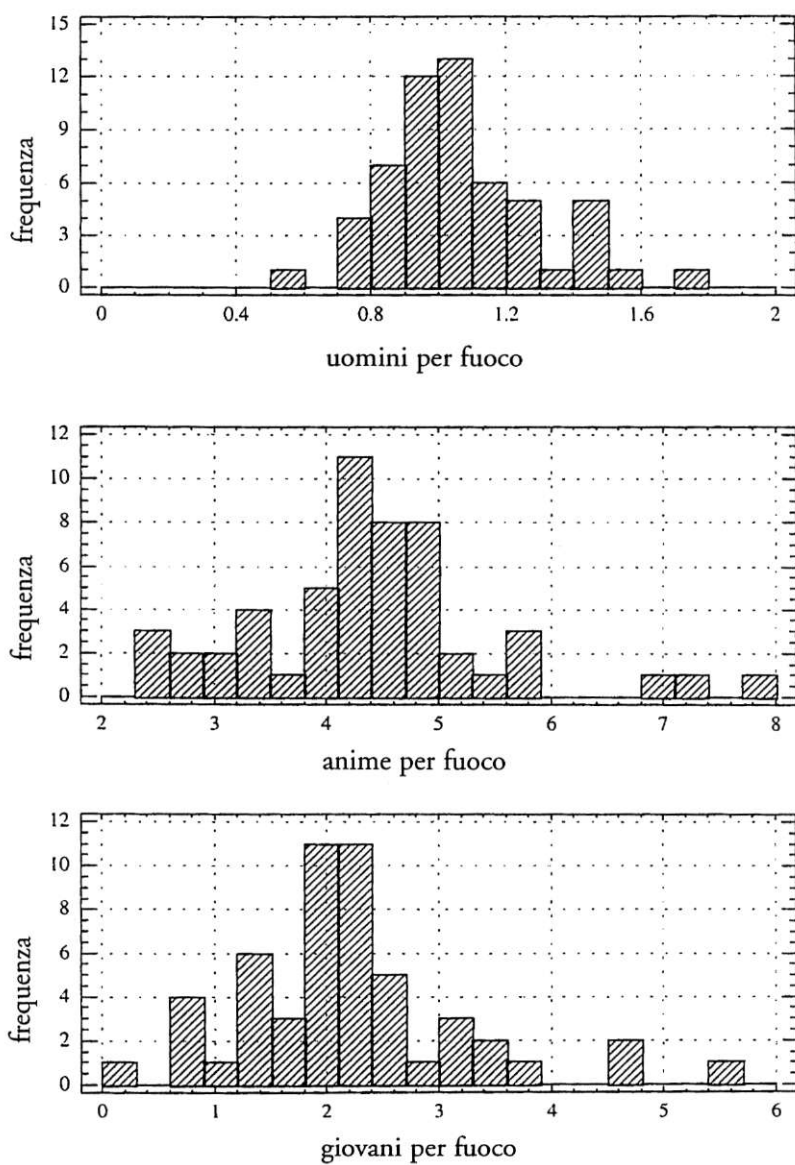 15
12
9
6
3
0
frequenza
0 0.4 0.8 1.2 1.6 2
uomini per fuoco
12
10
8
6
4
2
0
frequenza
2 3 4 5 6 7 8
anime per fuoco
12
10
8
6
4
2
0
frequenza
0 1 2 3 4 5 6
giovani per fuoco